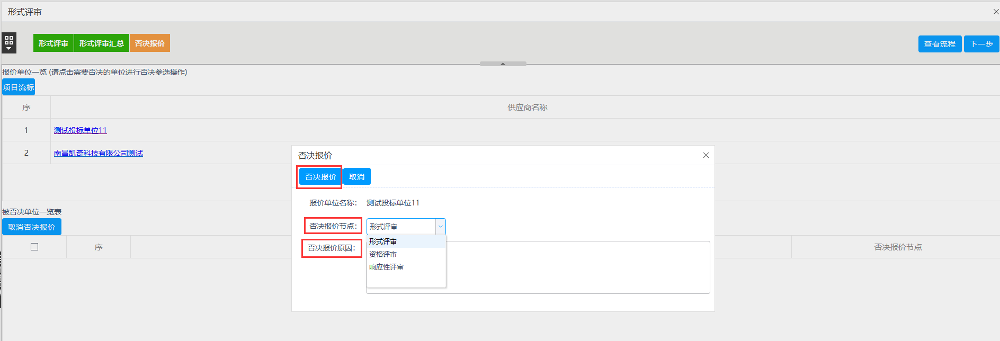 形式评审
形式评审 形式评审汇总 否决报价 查看流程 下一步
报价单位一览 (请点击需要否决的单位进行否决参选操作)
项目流标
序 供应商名称
1 测试投标单位11
2 南昌凯奇科技有限公司测试
否决报价
否决报价 取消
报价单位名称： 测试投标单位11
否决报价节点： 形式评审
否决报价原因：
形式评审
资格评审
响应性评审
被否决单位一览表
取消否决报价
序 否决报价节点